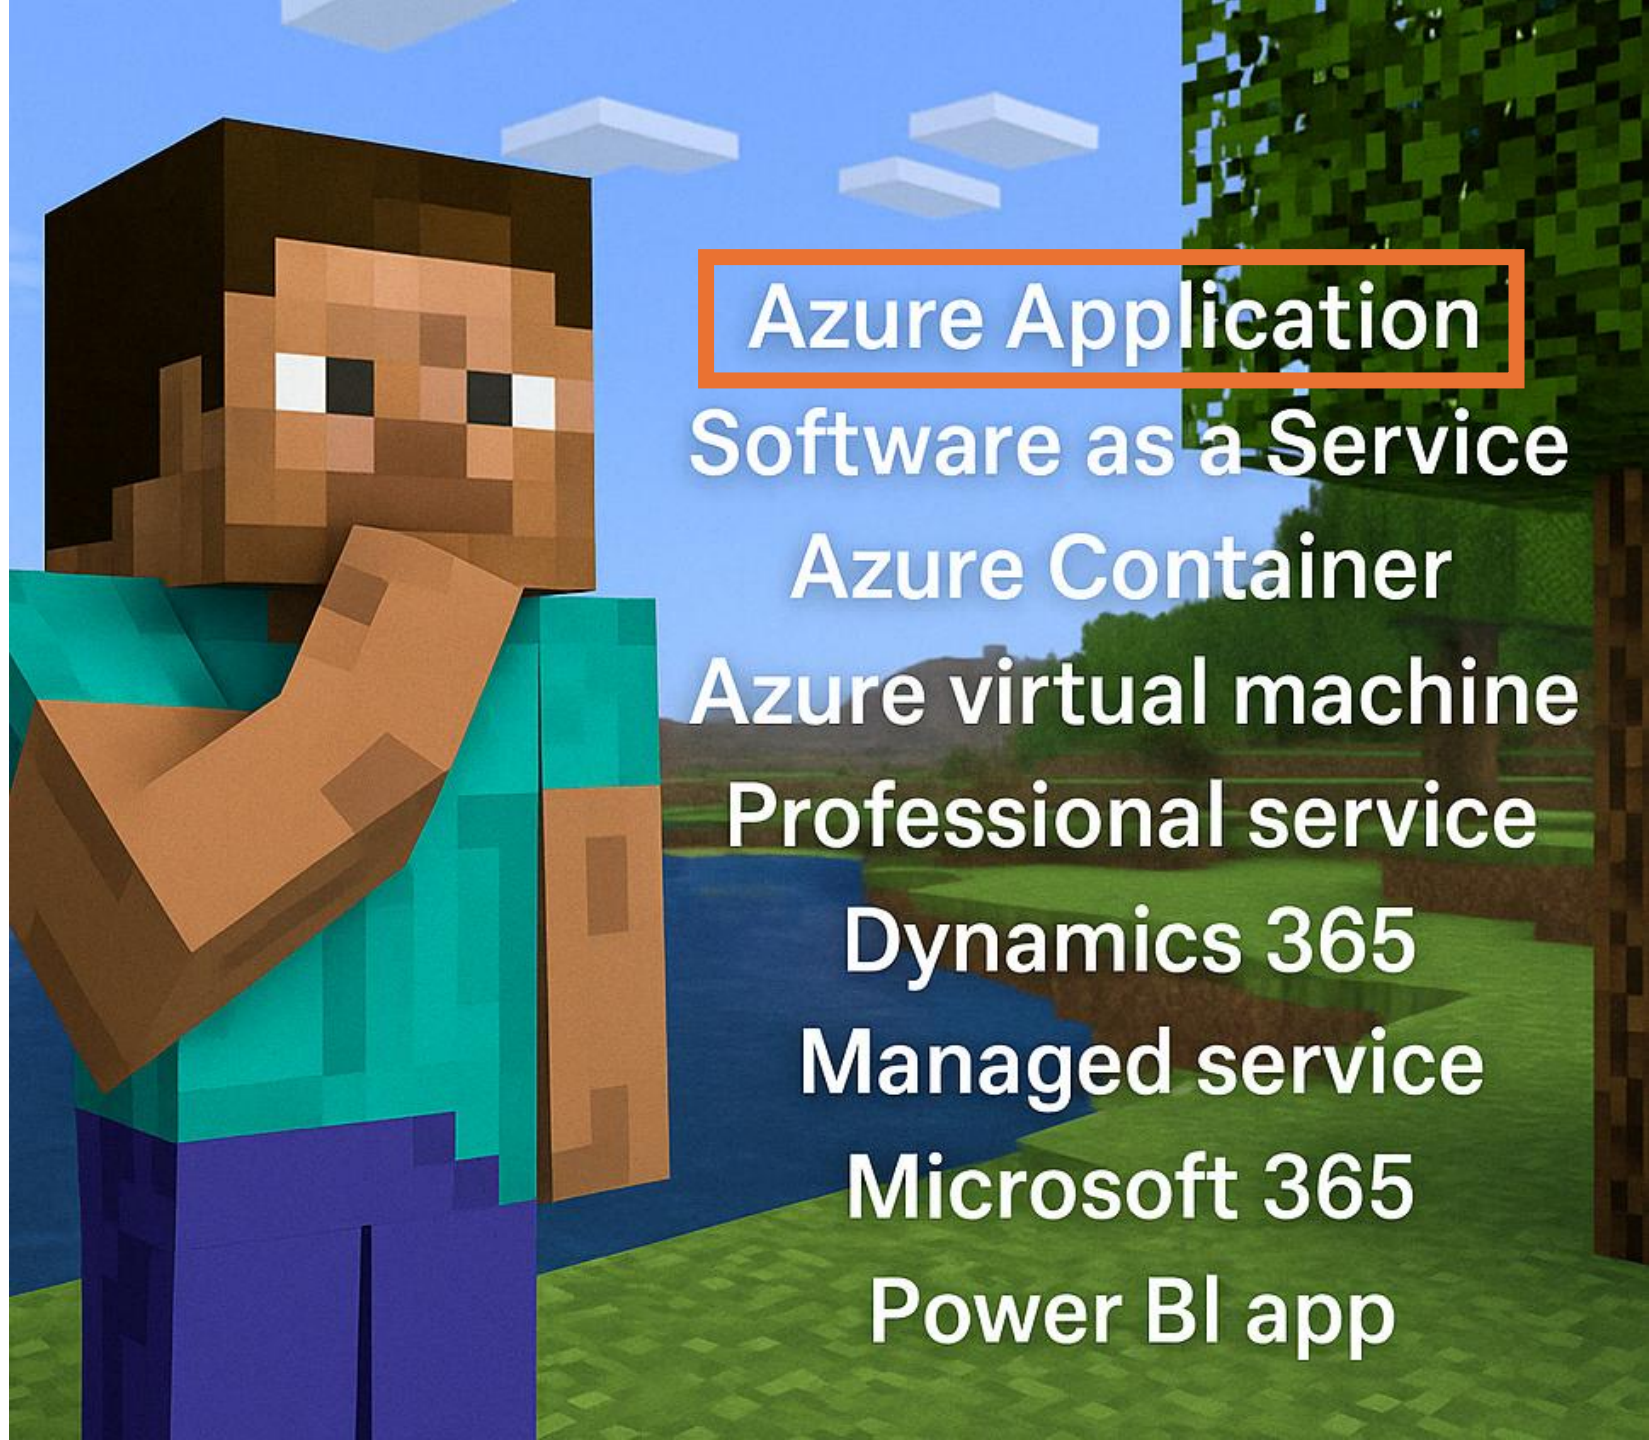 Azure Application
Software as a Service
Azure Container
Azure virtual machine
Professional service
Dynamics 365
Managed service
Microsoft 365
Power BI app